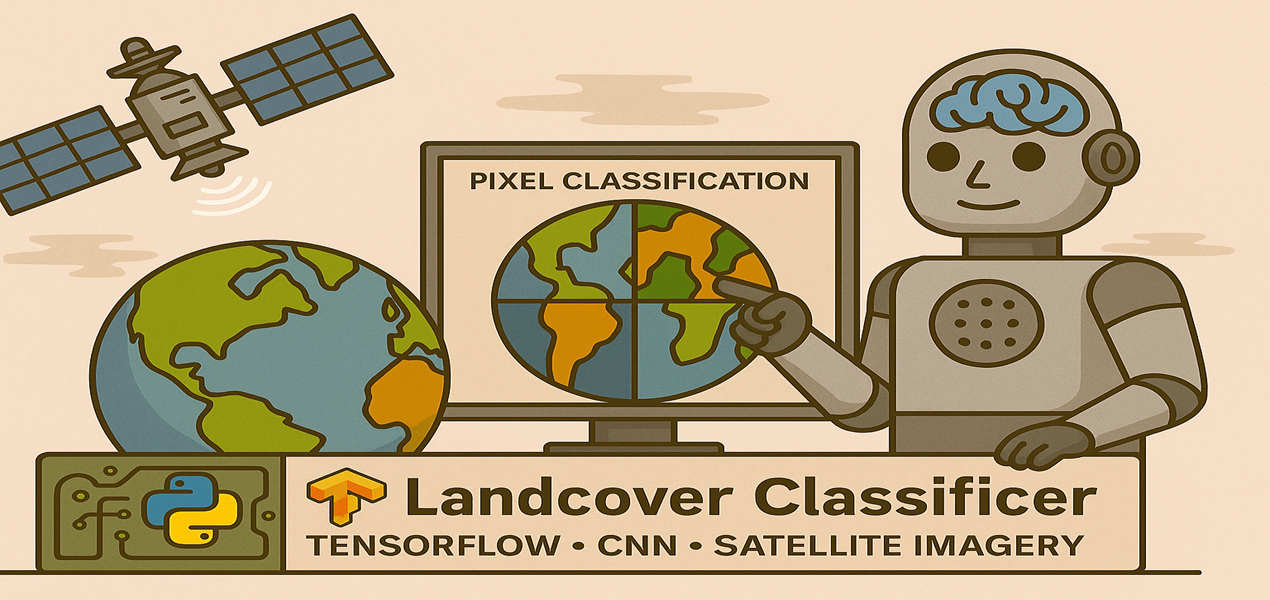 PIXEL CLASSIFICATION
Landcover Classificer
TENSORFLOW • CNN • SATELLITE IMAGERY